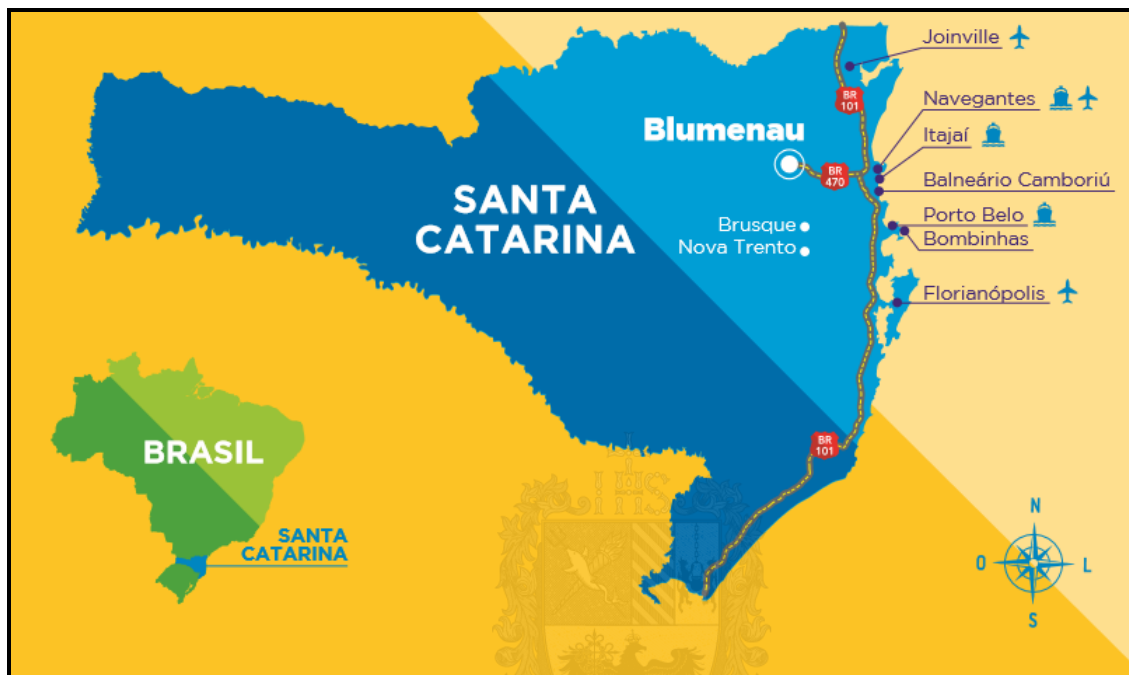 Joinville
BR
101
Navegantes
Blumenau
Itajaí
BR
470
SANTA
CATARINA
Balneário Camboriú
Brusque
Porto Belo
Nova Trento
Bombinhas
Florianópolis
BR
101
BRASIL
SANTA
CATARINA
IHS
N
O
L
S